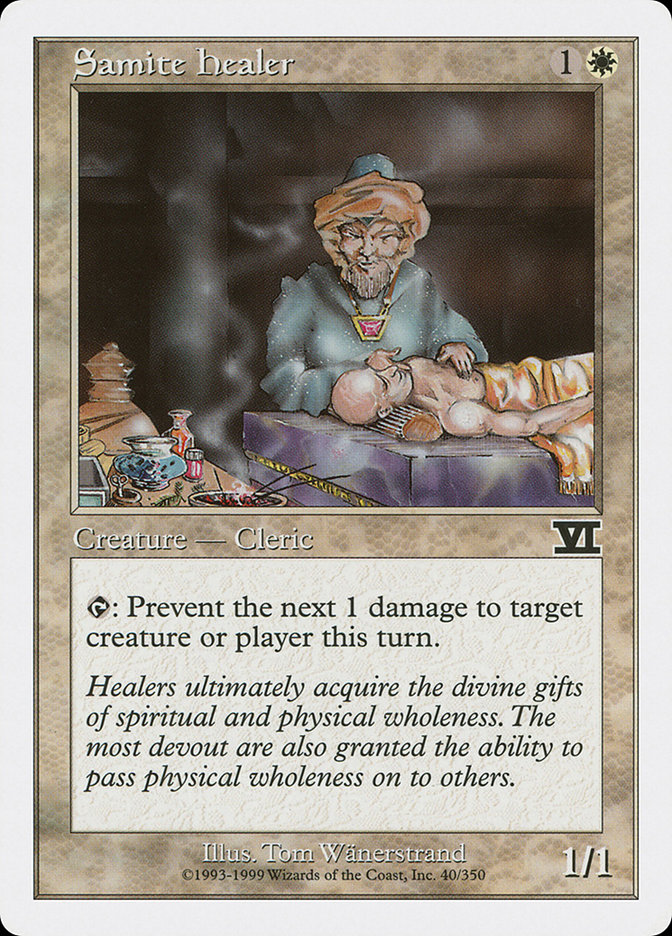 Samite Healer
1
Creature — Cleric
VI
: Prevent the next 1 damage to target
creature or player this turn.
Healers ultimately acquire the divine gifts
of spiritual and physical wholeness. The
most devout are also granted the ability to
pass physical wholeness on to others.
Illus. Tom Wänerstrand
©1993-1999 Wizards of the Coast, Inc. 40/350
1/1